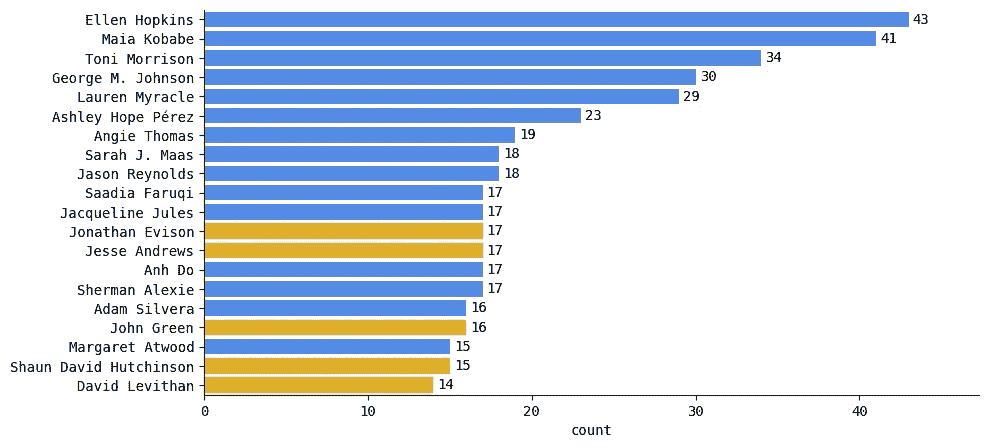 Ellen Hopkins 43
Maia Kobabe 41
Toni Morrison 34
George M. Johnson 30
Lauren Myracle 29
Ashley Hope Pérez 23
Angie Thomas 19
Sarah J. Maas 18
Jason Reynolds 18
Saadia Faruqi 17
Jacqueline Jules 17
Jonathan Evison 17
Jesse Andrews 17
Anh Do 17
Sherman Alexie 17
Adam Silvera 16
John Green 16
Margaret Atwood 15
Shaun David Hutchinson 15
David Levithan 14
0 10 20 30 40
count